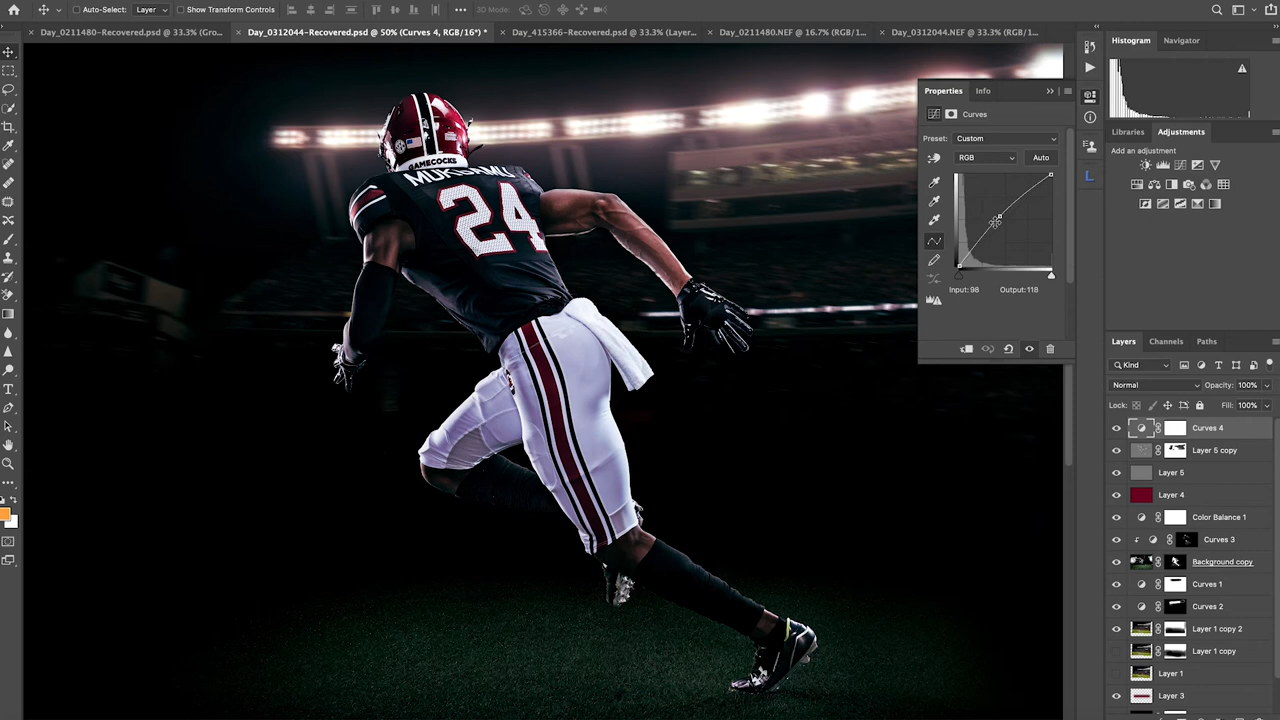 Auto-Select: Layer Show Transform Controls 3D Mode:
Day_0211480-Recovered.psd @ 33.3% (Gro... Day_0312044-Recovered.psd @ 50% (Curves 4, RGB/16*) * Day_415366-Recovered.psd @ 33.3% (Layer... Day_0211480.NEF @ 16.7% (RGB/1... Day_0312044.NEF @ 33.3% (RGB/1...
GAMECOCKS
24
Properties Info
Curves
Preset: Custom
RGB Auto
Input: 98 Output: 118
Histogram Navigator
Libraries Adjustments
Add an adjustment
Layers Channels Paths
Kind
Normal Opacity: 100%
Lock: Fill: 100%
Curves 4
Layer 5 copy
Layer 5
Layer 4
Color Balance 1
Curves 3
Background copy
Curves 1
Curves 2
Layer 1 copy 2
Layer 1 copy
Layer 1
Layer 3